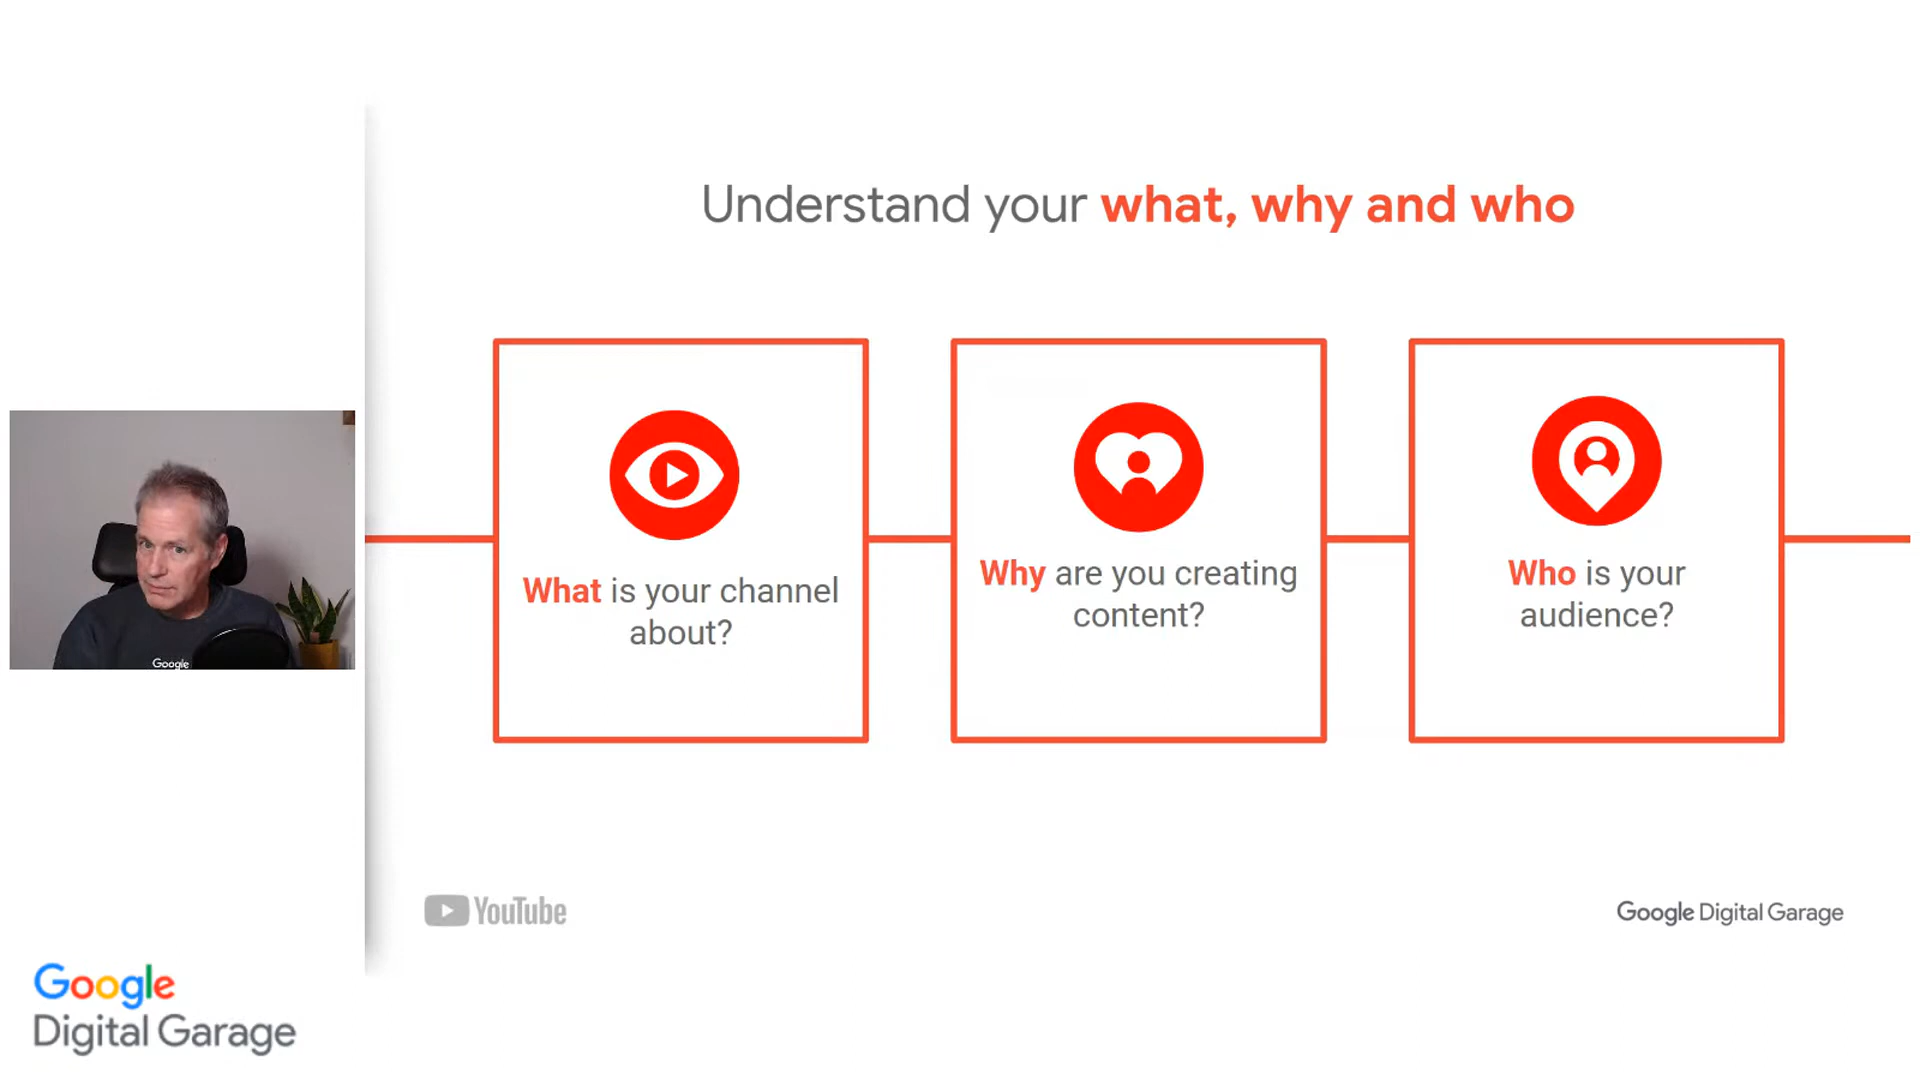 Understand your what, why and who
What is your channel
about?
Why are you creating
content?
Who is your
audience?
Google
YouTube
Google Digital Garage
Google
Digital Garage